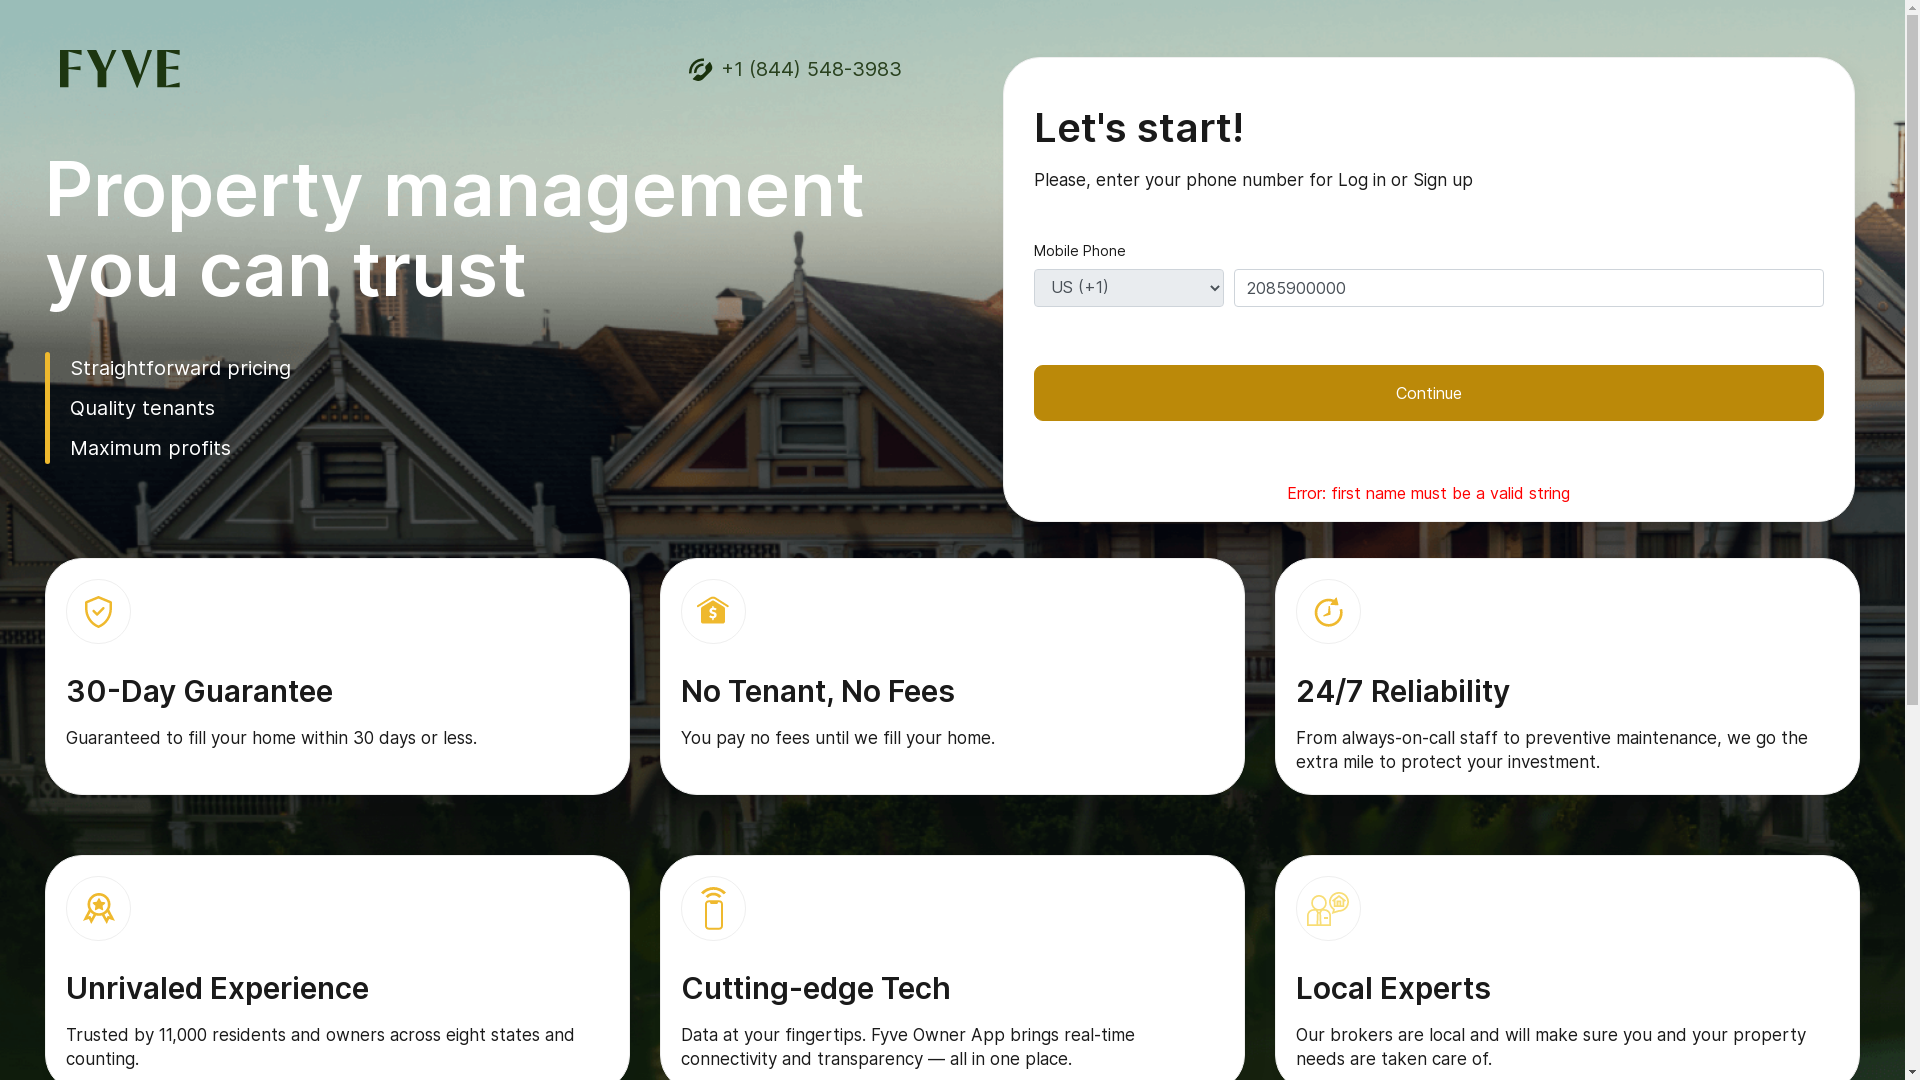 FYVE
+1 (844) 548-3983
Property management
you can trust
Straightforward pricing
Quality tenants
Maximum profits
Let's start!
Please, enter your phone number for Log in or Sign up
Mobile Phone
US (+1)
2085900000
Continue
Error: first name must be a valid string
30-Day Guarantee
Guaranteed to fill your home within 30 days or less.
No Tenant, No Fees
You pay no fees until we fill your home.
24/7 Reliability
From always-on-call staff to preventive maintenance, we go the
extra mile to protect your investment.
Unrivaled Experience
Trusted by 11,000 residents and owners across eight states and
counting.
Cutting-edge Tech
Data at your fingertips. Fyve Owner App brings real-time
connectivity and transparency — all in one place.
Local Experts
Our brokers are local and will make sure you and your property
needs are taken care of.